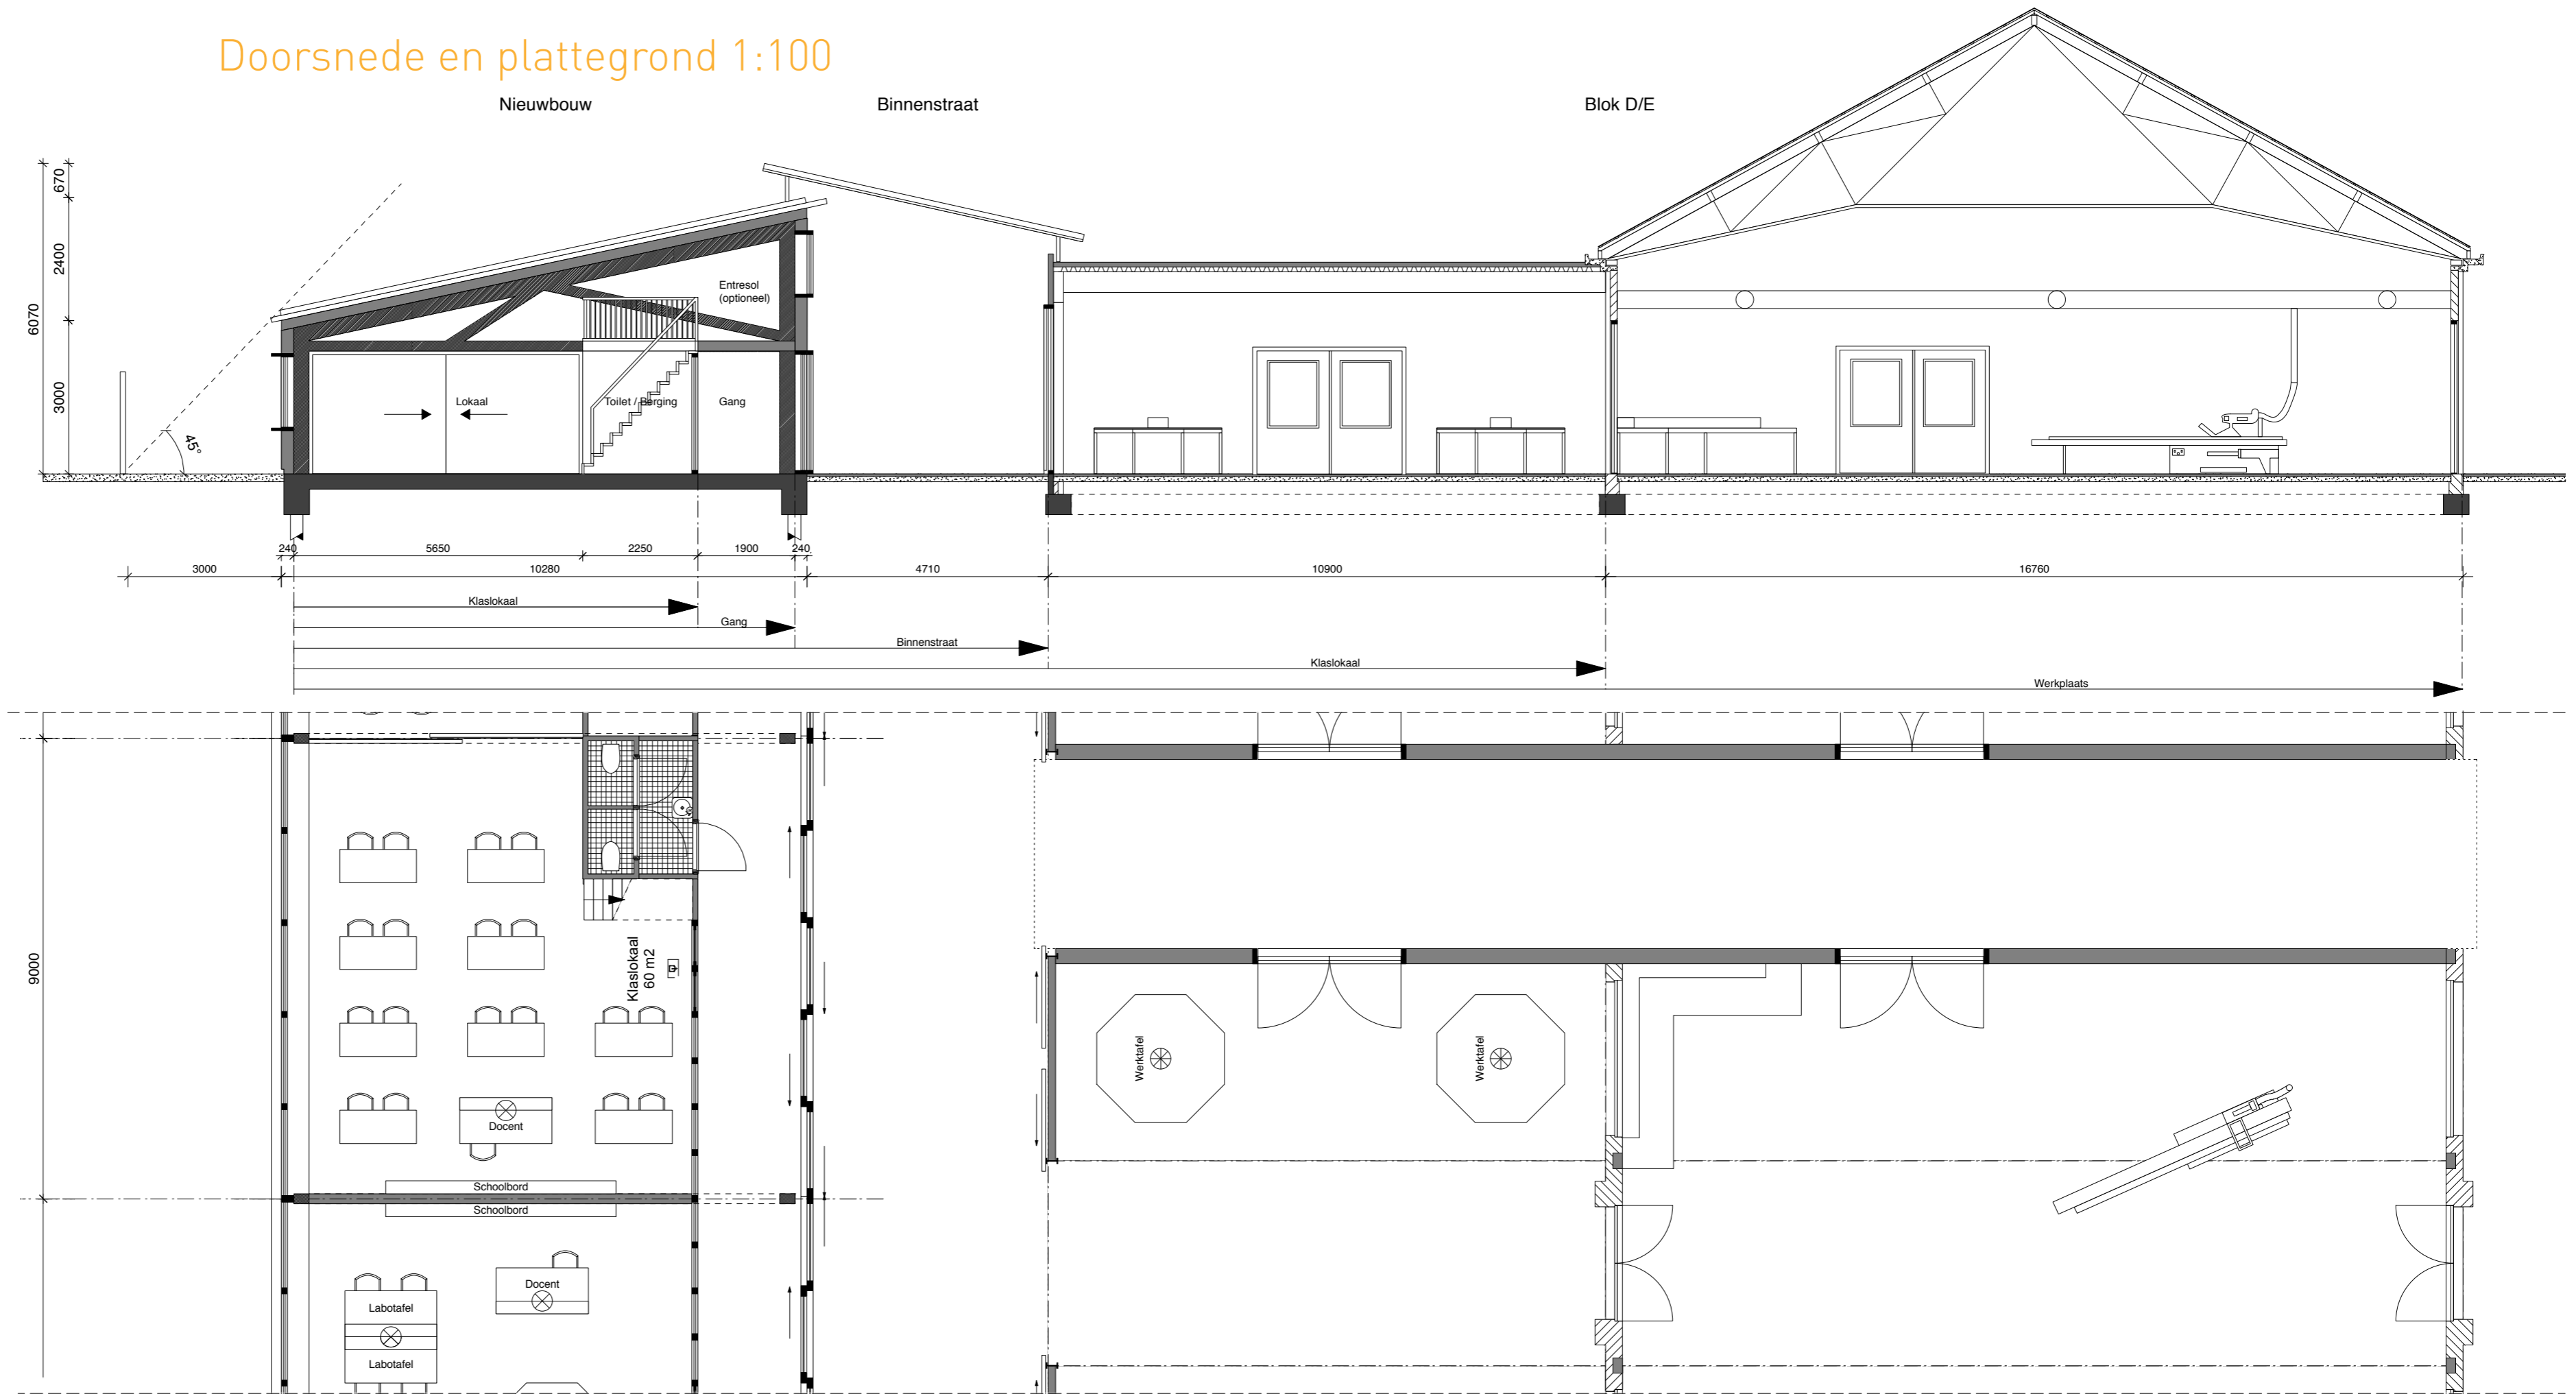 Doorsnede en plattegrond 1:100
Nieuwbouw
Binnenstraat
Blok D/E
670
2400
6070
3000
45°
Entresol
(optioneel)
Lokaal
Toilet / Berging
Gang
240
5650
2250
1900
240
3000
10280
4710
10900
16760
Klaslokaal
Gang
Binnenstraat
Klaslokaal
Werkplaats
9000
Klaslokaal
60 m2
Docent
Schoolbord
Schoolbord
Docent
Labotafel
Labotafel
Werktafel
Werktafel